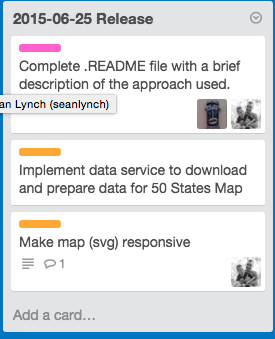 2015-06-25 Release
Complete .README file with a brief
description of the approach used.
an Lynch (seanlynch)
Implement data service to download
and prepare data for 50 States Map
Make map (svg) responsive
1
Add a card...